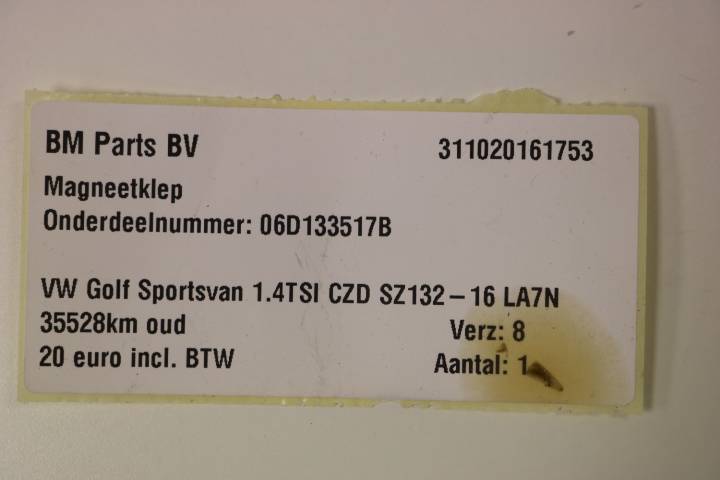 BM Parts BV 311020161753
Magneetklep
Onderdeelnummer: 06D133517B
VW Golf Sportsvan 1.4TSI CZD SZ132-16 LA7N
35528km oud Verz: 8
20 euro incl. BTW Aantal: 1